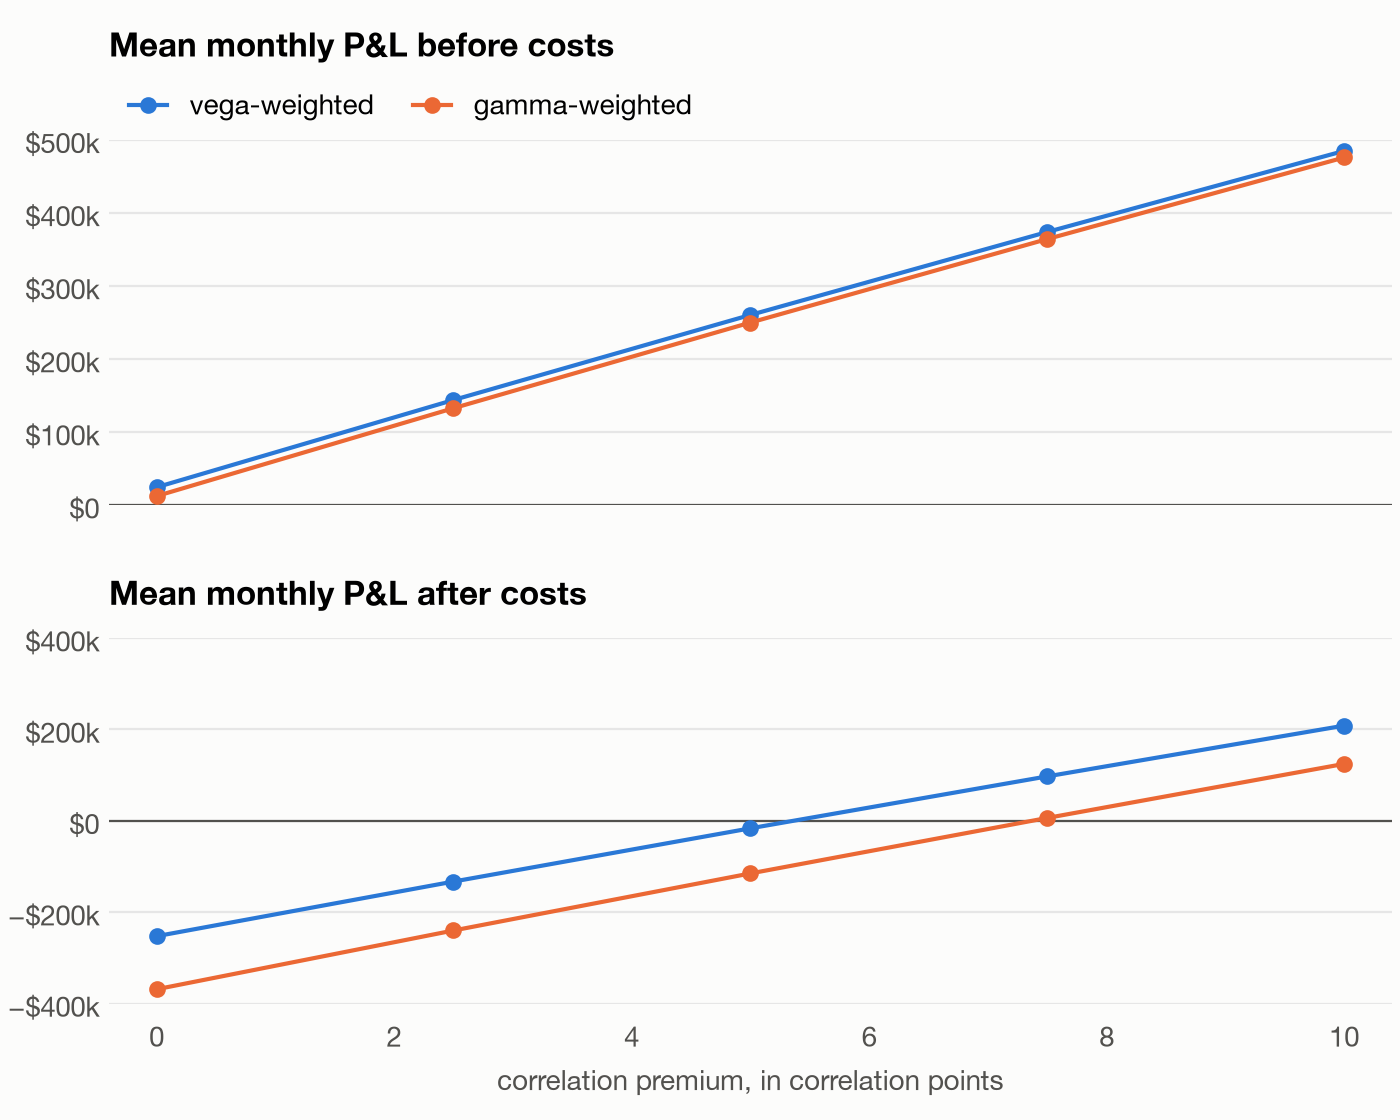 Mean monthly P&L before costs
vega-weighted gamma-weighted
$500k
$400k
$300k
$200k
$100k
$0
Mean monthly P&L after costs
$400k
$200k
$0
−$200k
−$400k
0 2 4 6 8 10
correlation premium, in correlation points